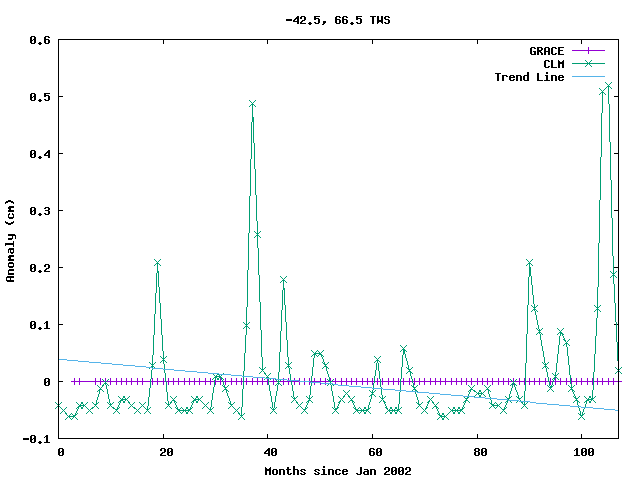 -42.5, 66.5 TWS
GRACE
CLM
Trend Line
0.6
0.5
0.4
0.3
0.2
0.1
0
-0.1
Anomaly (cm)
0 20 40 60 80 100
Months since Jan 2002